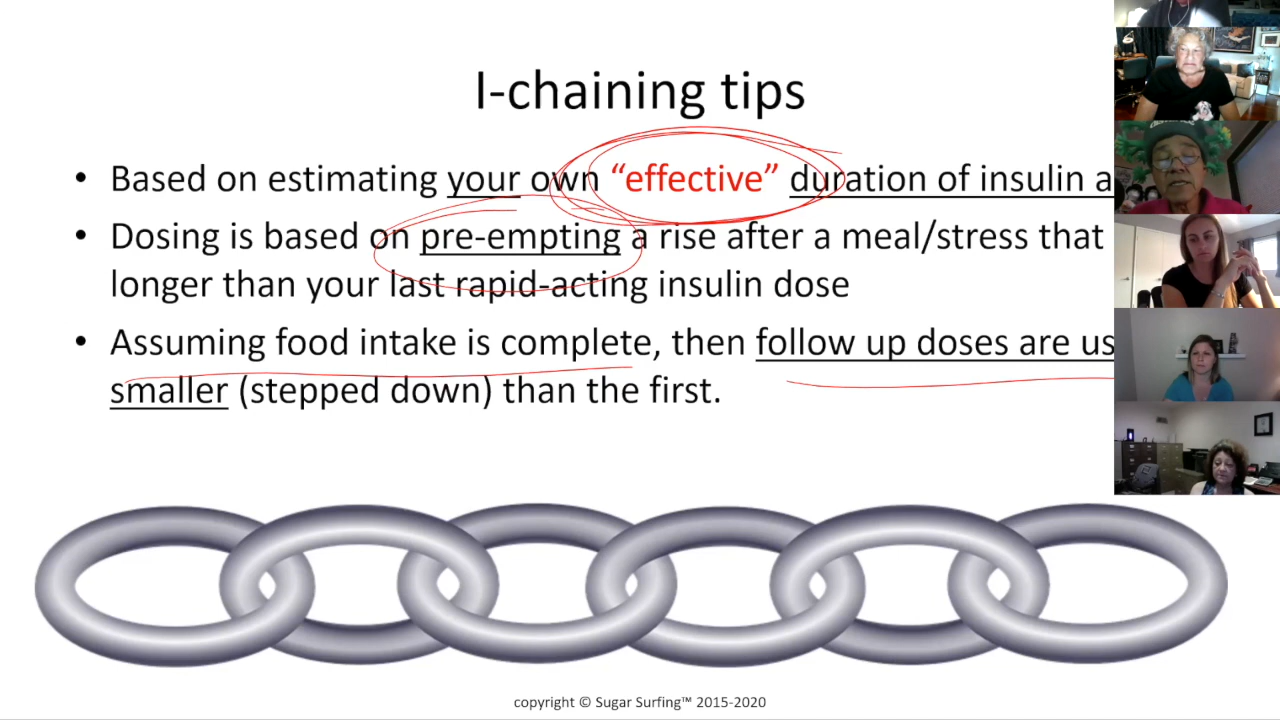 I-chaining tips
• Based on estimating your own “effective” duration of insulin a
• Dosing is based on pre-empting a rise after a meal/stress that
longer than your last rapid-acting insulin dose
• Assuming food intake is complete, then follow up doses are us
smaller (stepped down) than the first.
copyright © Sugar Surfing™ 2015-2020